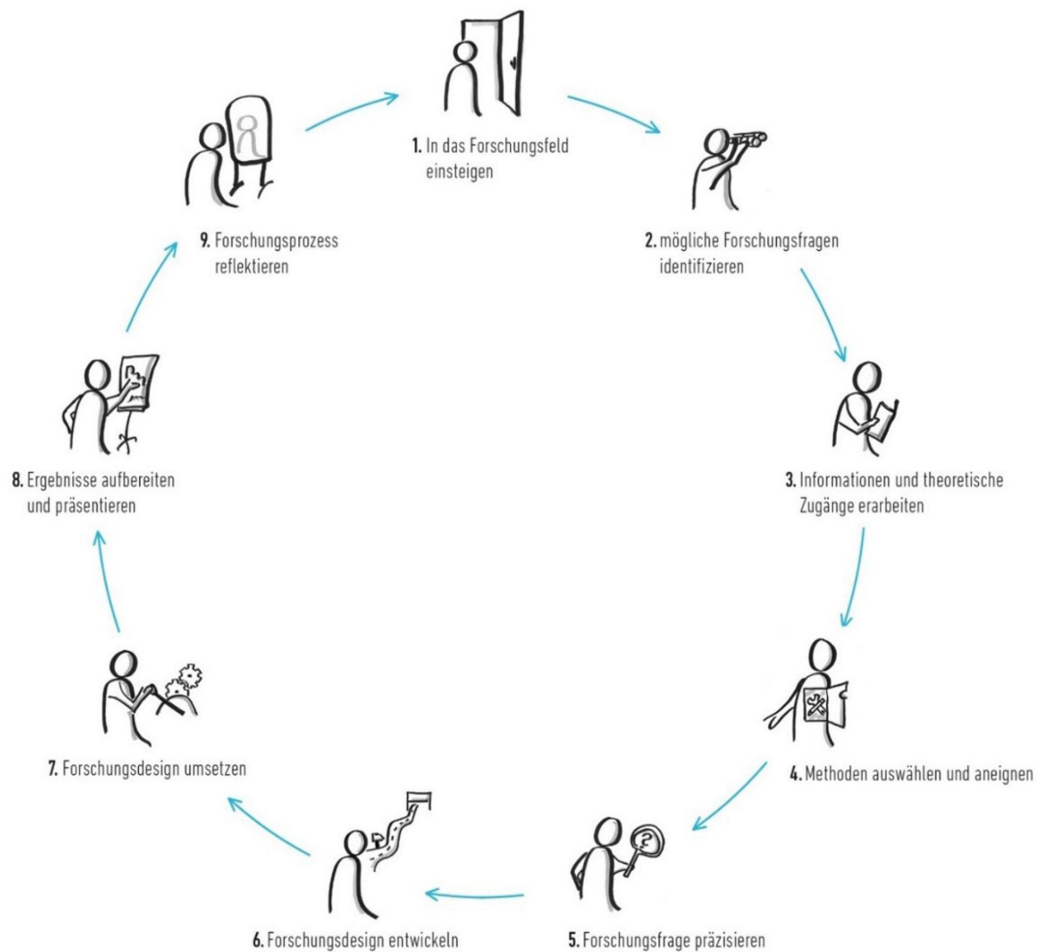 1. In das Forschungsfeld
einsteigen
2. mögliche Forschungsfragen
identifizieren
3. Informationen und theoretische
Zugänge erarbeiten
4. Methoden auswählen und aneignen
5. Forschungsfrage präzisieren
6. Forschungsdesign entwickeln
7. Forschungsdesign umsetzen
8. Ergebnisse aufbereiten
und präsentieren
9. Forschungsprozess
reflektieren
?